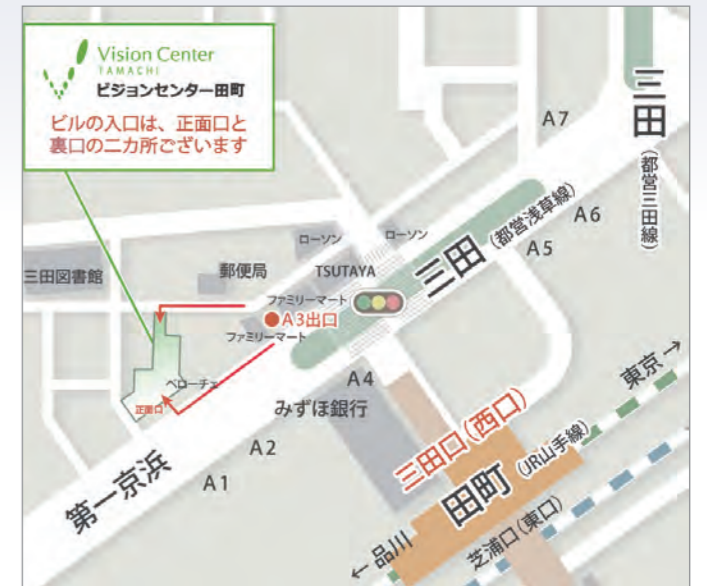 Vision Center
TAMACHI
ビジョンセンター田町
ビルの入口は、正面口と
裏口の二カ所ございます
三田
(都営三田線)
A7
A6
A5
三田
(都営浅草線)
ローソン
ローソン
TSUTAYA
郵便局
三田図書館
ファミリーマート
A3出口
ファミリーマート
ベローチェ
正面口
A4
みずほ銀行
A2
A1
第一京浜
三田口(西口)
田町
(JR山手線)
東京→
←品川
芝浦口(東口)